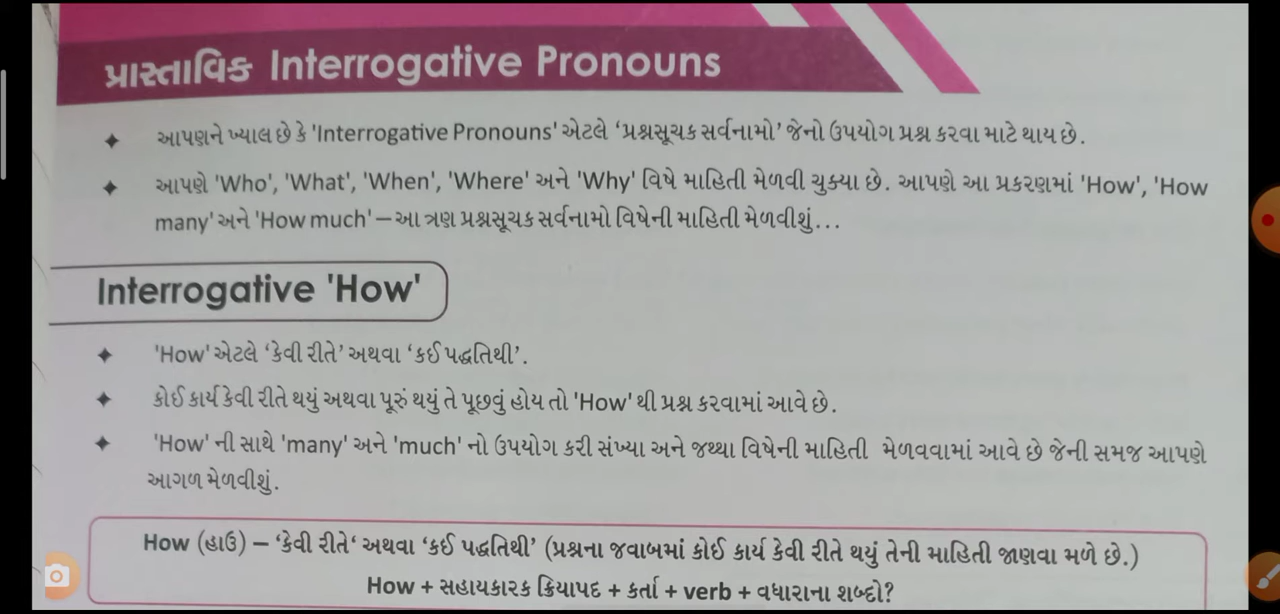 પ્રાસ્તાવિક Interrogative Pronouns
આપણને ખ્યાલ છે કે 'Interrogative Pronouns' એટલે ‘પ્રશ્નસૂચક સર્વનામો’ જેનો ઉપયોગ પ્રશ્ન કરવા માટે થાય છે.
આપણે 'Who', 'What', 'When', 'Where' અને 'Why' વિષે માહિતી મેળવી ચુક્યા છે. આપણે આ પ્રકરણમાં 'How', 'How
many' અને 'How much' – આ ત્રણ પ્રશ્નસૂચક સર્વનામો વિષેની માહિતી મેળવીશું...
Interrogative 'How'
'How' એટલે ‘કેવી રીતે’ અથવા ‘કઈ પદ્ધતિથી’.
કોઈ કાર્ય કેવી રીતે થયું અથવા પૂરું થયું તે પૂછવું હોય તો 'How' થી પ્રશ્ન કરવામાં આવે છે.
'How' ની સાથે 'many' અને 'much' નો ઉપયોગ કરી સંખ્યા અને જથ્થા વિષેની માહિતી મેળવવામાં આવે છે જેની સમજ આપણે
આગળ મેળવીશું.
How (હાઉ) – ‘કેવી રીતે‘ અથવા ‘કઈ પદ્ધતિથી’ (પ્રશ્નના જવાબમાં કોઈ કાર્ય કેવી રીતે થયું તેની માહિતી જાણવા મળે છે.)
How + સહાયકારક ક્રિયાપદ + કર્તા + verb + વધારાના શબ્દો?